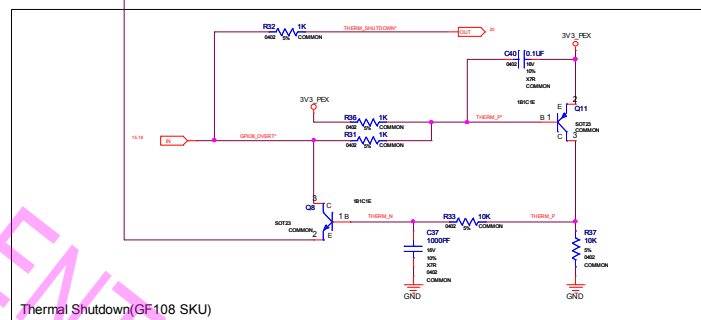 R32
1K
0402
5%
COMMON
THERM_SHUTDOWN*
OUT
3V3_PEX
C40
0.1UF
0402
16V
10%
X7R
COMMON
3V3_PEX
R36
1K
0402
5%
COMMON
THERM_P*
1B1C1E
2
E
Q11
B 1
SOT23
COMMON
C
3
15,16
IN
GPIO8_OVERT*
R31
1K
0402
5%
COMMON
3
C
1B1C1E
Q8
1 B
SOT23
COMMON
2
E
THERM_N
R33
10K
0402
5%
COMMON
THERM_P
C37
1000PF
16V
10%
X7R
0402
COMMON
GND
R37
10K
5%
0402
COMMON
GND
Thermal Shutdown(GF108 SKU)